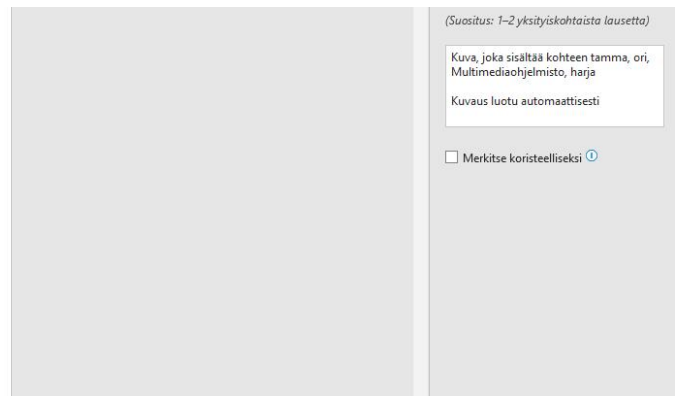 (Suositus: 1–2 yksityiskohtaista lausetta)
Kuva, joka sisältää kohteen tamma, ori,
Multimediaohjelmisto, harja
Kuvaus luotu automaattisesti
Merkitse koristeelliseksi